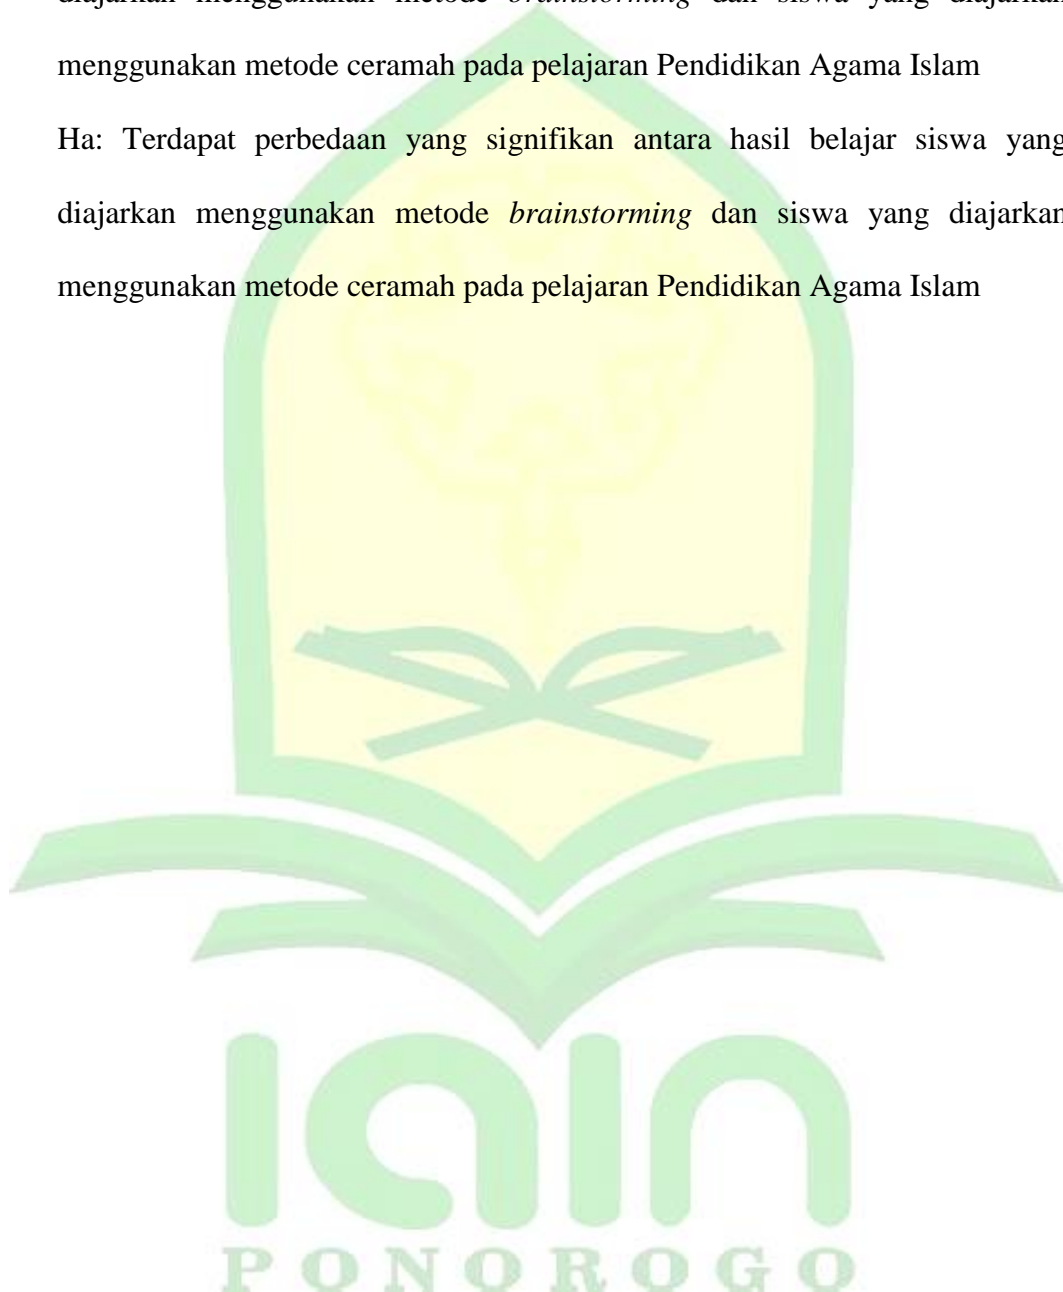 diajarkan menggunakan metode brainstorming dan siswa yang diajarkan
menggunakan metode ceramah pada pelajaran Pendidikan Agama Islam
Ha: Terdapat perbedaan yang signifikan antara hasil belajar siswa yang
diajarkan menggunakan metode brainstorming dan siswa yang diajarkan
menggunakan metode ceramah pada pelajaran Pendidikan Agama Islam
iain
PONOROGO